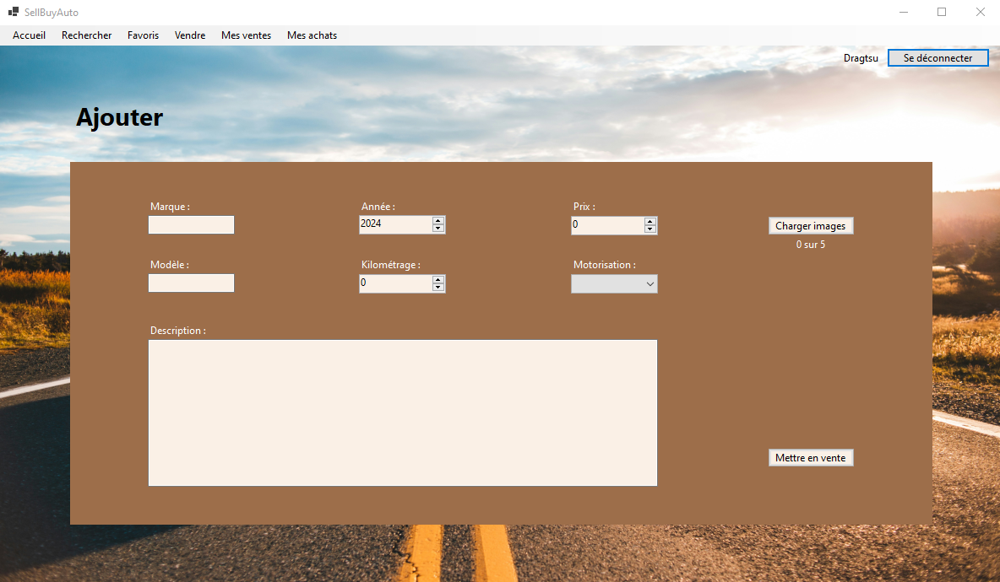 SellBuyAuto
Accueil Rechercher Favoris Vendre Mes ventes Mes achats
Dragtsu Se déconnecter
Ajouter
Marque : Année : Prix :
2024 0 Charger images
0 sur 5
Modèle : Kilométrage : Motorisation :
0
Description :
Mettre en vente